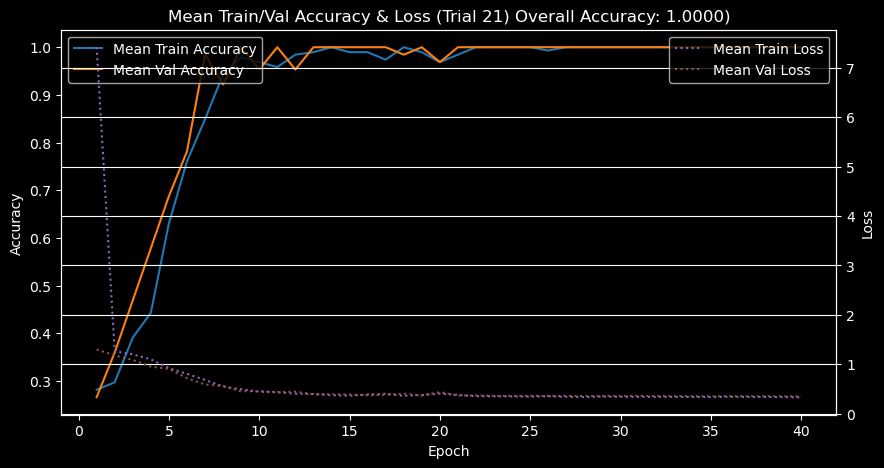 Mean Train/Val Accuracy & Loss (Trial 21) Overall Accuracy: 1.0000)
Mean Train Accuracy
Mean Val Accuracy
Mean Train Loss
Mean Val Loss
1.0
0.9
0.8
0.7
0.6
0.5
0.4
0.3
Accuracy
7
6
5
4
3
2
1
0
Loss
0 5 10 15 20 25 30 35 40
Epoch